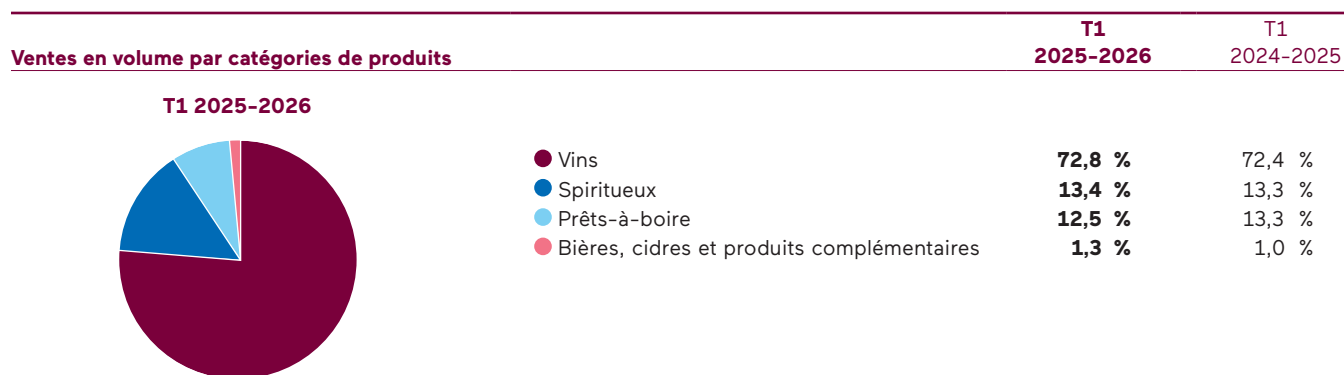 T1 T1
Ventes en volume par catégories de produits 2025-2026 2024-2025
T1 2025-2026
Vins 72,8 % 72,4 %
Spiritueux 13,4 % 13,3 %
Prêts-à-boire 12,5 % 13,3 %
Bières, cidres et produits complémentaires 1,3 % 1,0 %